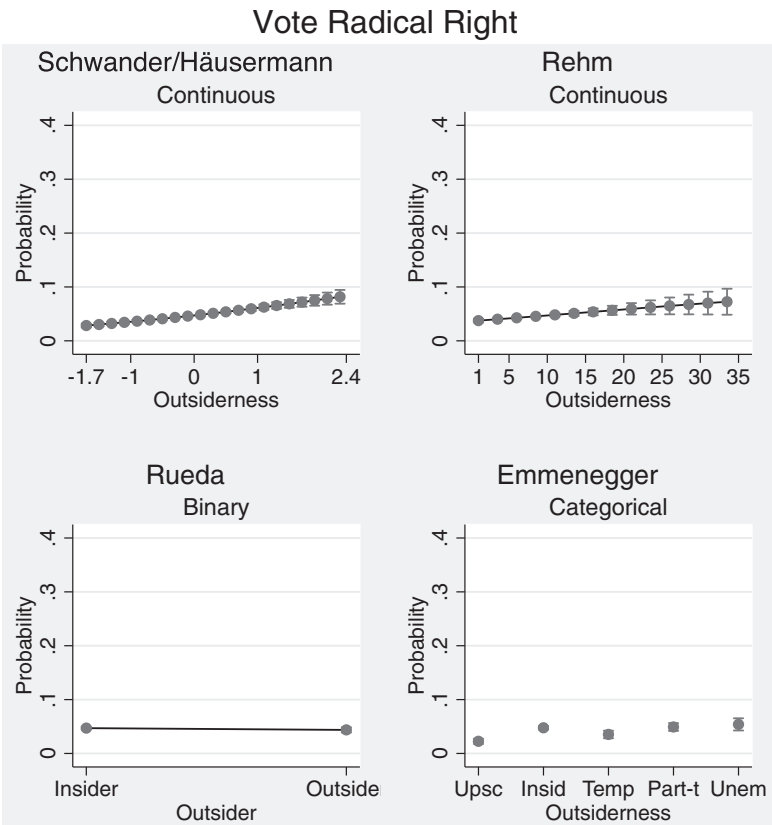 Vote Radical Right
Schwander/Häusermann
Continuous
Probability
.4
.3
.2
.1
0
-1.7 -1 0 1 2.4
Outsiderness
Rehm
Continuous
Probability
.4
.3
.2
.1
0
1 5 10 15 20 25 30 35
Outsiderness
Rueda
Binary
Probability
.4
.3
.2
.1
0
Insider Outside
Outsider
Emmenegger
Categorical
Probability
.4
.3
.2
.1
0
Upsc Insid Temp Part-t Unem
Outsiderness